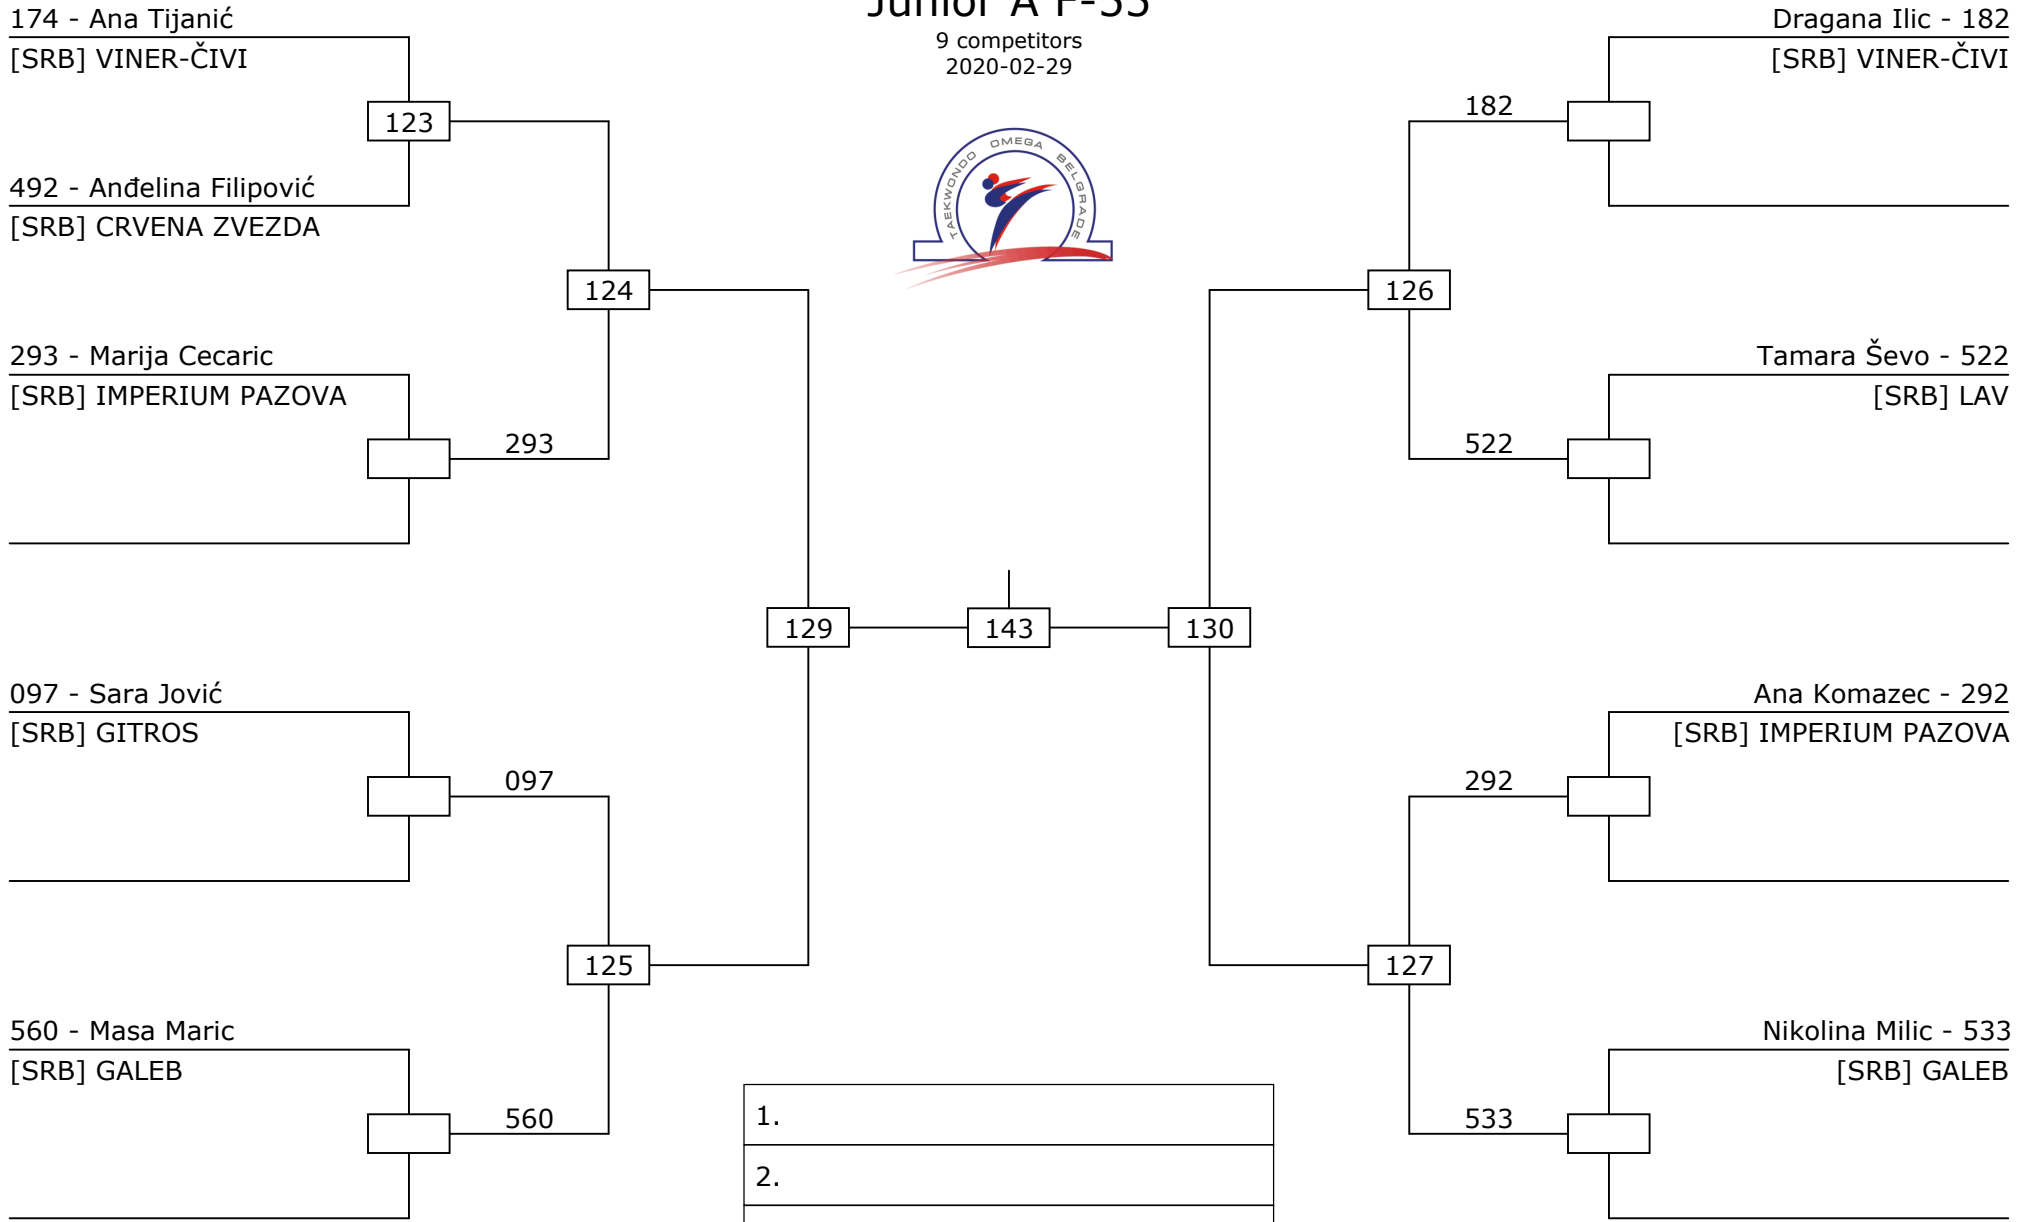 Junior A F-55
9 competitors
2020-02-29
TAEKWONDO OMEGA BELGRADE
174 - Ana Tijanić
[SRB] VINER-ČIVI
123
492 - Anđelina Filipović
[SRB] CRVENA ZVEZDA
124
293 - Marija Cecaric
[SRB] IMPERIUM PAZOVA
293
129
143
130
097 - Sara Jović
[SRB] GITROS
097
125
560 - Masa Maric
[SRB] GALEB
560
Dragana Ilic - 182
[SRB] VINER-ČIVI
182
126
Tamara Ševo - 522
[SRB] LAV
522
Ana Komazec - 292
[SRB] IMPERIUM PAZOVA
292
127
Nikolina Milic - 533
[SRB] GALEB
533
1.
2.